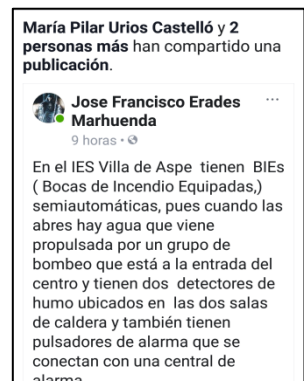 María Pilar Urios Castelló y 2
personas más han compartido una
publicación.
Jose Francisco Erades
Marhuenda
9 horas •
En el IES Villa de Aspe tienen BIEs
( Bocas de Incendio Equipadas,)
semiautomáticas, pues cuando las
abres hay agua que viene
propulsada por un grupo de
bombeo que está a la entrada del
centro y tienen dos detectores de
humo ubicados en las dos salas
de caldera y también tienen
pulsadores de alarma que se
conectan con una central de
alarma